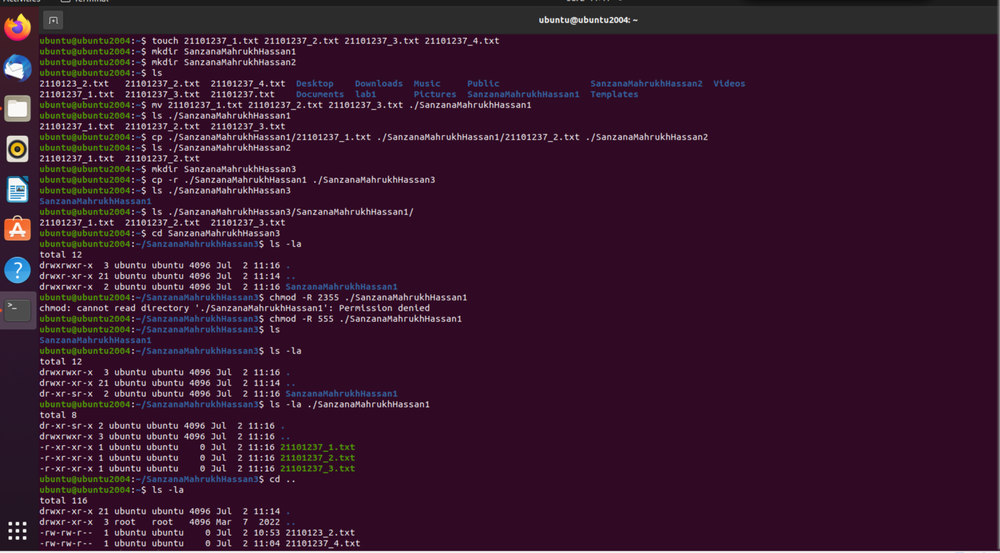 ubuntu@ubuntu2004: ~
ubuntu@ubuntu2004:~$ touch 21101237_1.txt 21101237_2.txt 21101237_3.txt 21101237_4.txt
ubuntu@ubuntu2004:~$ mkdir SanzanaMahrukhHassan1
ubuntu@ubuntu2004:~$ mkdir SanzanaMahrukhHassan2
ubuntu@ubuntu2004:~$ ls
2110123_2.txt   21101237_2.txt  21101237_4.txt  Desktop    Downloads  Music     Public                 SanzanaMahrukhHassan2  Videos
21101237_1.txt  21101237_3.txt  21101237.txt    Documents  lab1       Pictures  SanzanaMahrukhHassan1  Templates
ubuntu@ubuntu2004:~$ mv 21101237_1.txt 21101237_2.txt 21101237_3.txt ./SanzanaMahrukhHassan1
ubuntu@ubuntu2004:~$ ls ./SanzanaMahrukhHassan1
21101237_1.txt  21101237_2.txt  21101237_3.txt
ubuntu@ubuntu2004:~$ cp ./SanzanaMahrukhHassan1/21101237_1.txt ./SanzanaMahrukhHassan1/21101237_2.txt ./SanzanaMahrukhHassan2
ubuntu@ubuntu2004:~$ ls ./SanzanaMahrukhHassan2
21101237_1.txt  21101237_2.txt
ubuntu@ubuntu2004:~$ mkdir SanzanaMahrukhHassan3
ubuntu@ubuntu2004:~$ cp -r ./SanzanaMahrukhHassan1 ./SanzanaMahrukhHassan3
ubuntu@ubuntu2004:~$ ls ./SanzanaMahrukhHassan3
SanzanaMahrukhHassan1
ubuntu@ubuntu2004:~$ ls ./SanzanaMahrukhHassan3/SanzanaMahrukhHassan1/
21101237_1.txt  21101237_2.txt  21101237_3.txt
ubuntu@ubuntu2004:~$ cd SanzanaMahrukhHassan3
ubuntu@ubuntu2004:~/SanzanaMahrukhHassan3$ ls -la
total 12
drwxrwxr-x  3 ubuntu ubuntu 4096 Jul  2 11:16 .
drwxr-xr-x 21 ubuntu ubuntu 4096 Jul  2 11:14 ..
drwxrwxr-x  2 ubuntu ubuntu 4096 Jul  2 11:16 SanzanaMahrukhHassan1
ubuntu@ubuntu2004:~/SanzanaMahrukhHassan3$ chmod -R 2355 ./SanzanaMahrukhHassan1
chmod: cannot read directory './SanzanaMahrukhHassan1': Permission denied
ubuntu@ubuntu2004:~/SanzanaMahrukhHassan3$ chmod -R 555 ./SanzanaMahrukhHassan1
ubuntu@ubuntu2004:~/SanzanaMahrukhHassan3$ ls
SanzanaMahrukhHassan1
ubuntu@ubuntu2004:~/SanzanaMahrukhHassan3$ ls -la
total 12
drwxrwxr-x  3 ubuntu ubuntu 4096 Jul  2 11:16 .
drwxr-xr-x 21 ubuntu ubuntu 4096 Jul  2 11:14 ..
dr-xr-sr-x  2 ubuntu ubuntu 4096 Jul  2 11:16 SanzanaMahrukhHassan1
ubuntu@ubuntu2004:~/SanzanaMahrukhHassan3$ ls -la ./SanzanaMahrukhHassan1
total 8
dr-xr-sr-x 2 ubuntu ubuntu 4096 Jul  2 11:16 .
drwxrwxr-x 3 ubuntu ubuntu 4096 Jul  2 11:16 ..
-r-xr-xr-x 1 ubuntu ubuntu    0 Jul  2 11:16 21101237_1.txt
-r-xr-xr-x 1 ubuntu ubuntu    0 Jul  2 11:16 21101237_2.txt
-r-xr-xr-x 1 ubuntu ubuntu    0 Jul  2 11:16 21101237_3.txt
ubuntu@ubuntu2004:~/SanzanaMahrukhHassan3$ cd ..
ubuntu@ubuntu2004:~$ ls -la
total 116
drwxr-xr-x 21 ubuntu ubuntu 4096 Jul  2 11:14 .
drwxr-xr-x  3 root   root   4096 Mar  7  2022 ..
-rw-rw-r--  1 ubuntu ubuntu    0 Jul  2 10:53 2110123_2.txt
-rw-rw-r--  1 ubuntu ubuntu    0 Jul  2 11:04 21101237_4.txt